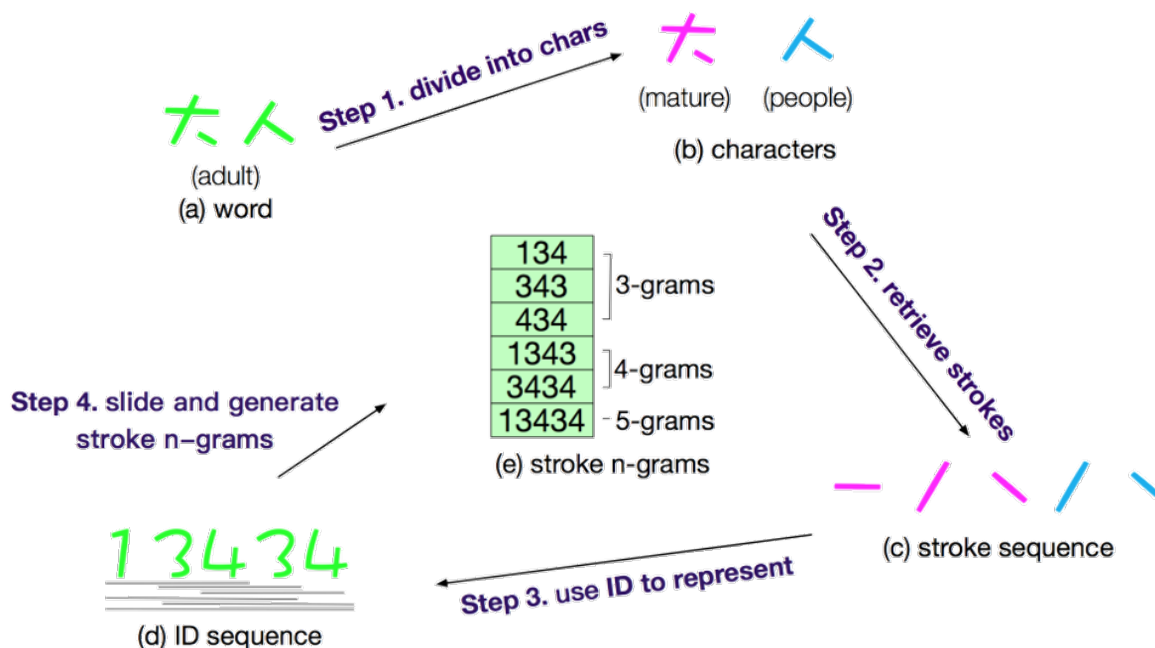 大人
(adult)
(a) word
Step 1. divide into chars
大 人
(mature) (people)
(b) characters
Step 2. retrieve strokes
(c) stroke sequence
Step 3. use ID to represent
13434
(d) ID sequence
Step 4. slide and generate
stroke n-grams
134
343
434
3-grams
1343
3434
4-grams
13434
5-grams
(e) stroke n-grams